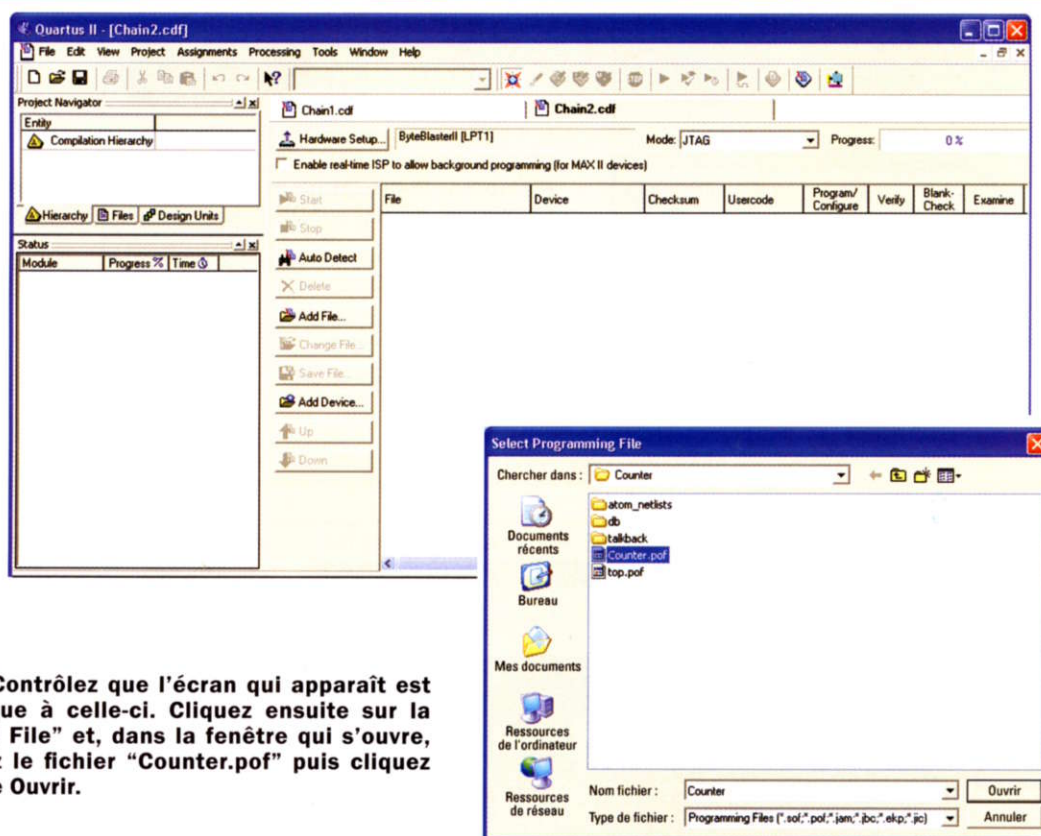 Quartus II - [Chain2.cdf]
File Edit View Project Assignments Processing Tools Window Help
Project Navigator
Entity
Compilation Hierarchy
Hierarchy Files Design Units
Status
Module Progress % Time
Chain1.cdf Chain2.cdf
Hardware Setup... ByteBlasterII [LPT1] Mode: JTAG Progress: 0 %
Enable real-time ISP to allow background programming (for MAX II devices)
File Device Checksum Usercode Program/ Configure Verify Blank- Check Examine
Start
Stop
Auto Detect
Delete
Add File...
Change File...
Save File...
Add Device...
Up
Down
Select Programming File
Chercher dans : Counter
atom_netlists
db
talkback
Counter.pof
top.pof
Documents
récents
Bureau
Mes documents
Ressources
de l'ordinateur
Ressources
de réseau
Nom fichier : Counter Ouvrir
Type de fichier : Programming Files (*.sof;*.pof;*.jam;*.jbc;*.ekp;*.jic) Annuler
Contrôlez que l'écran qui apparaît est
ue à celle-ci. Cliquez ensuite sur la
File” et, dans la fenêtre qui s'ouvre,
z le fichier “Counter.pof” puis cliquez
e Ouvrir.